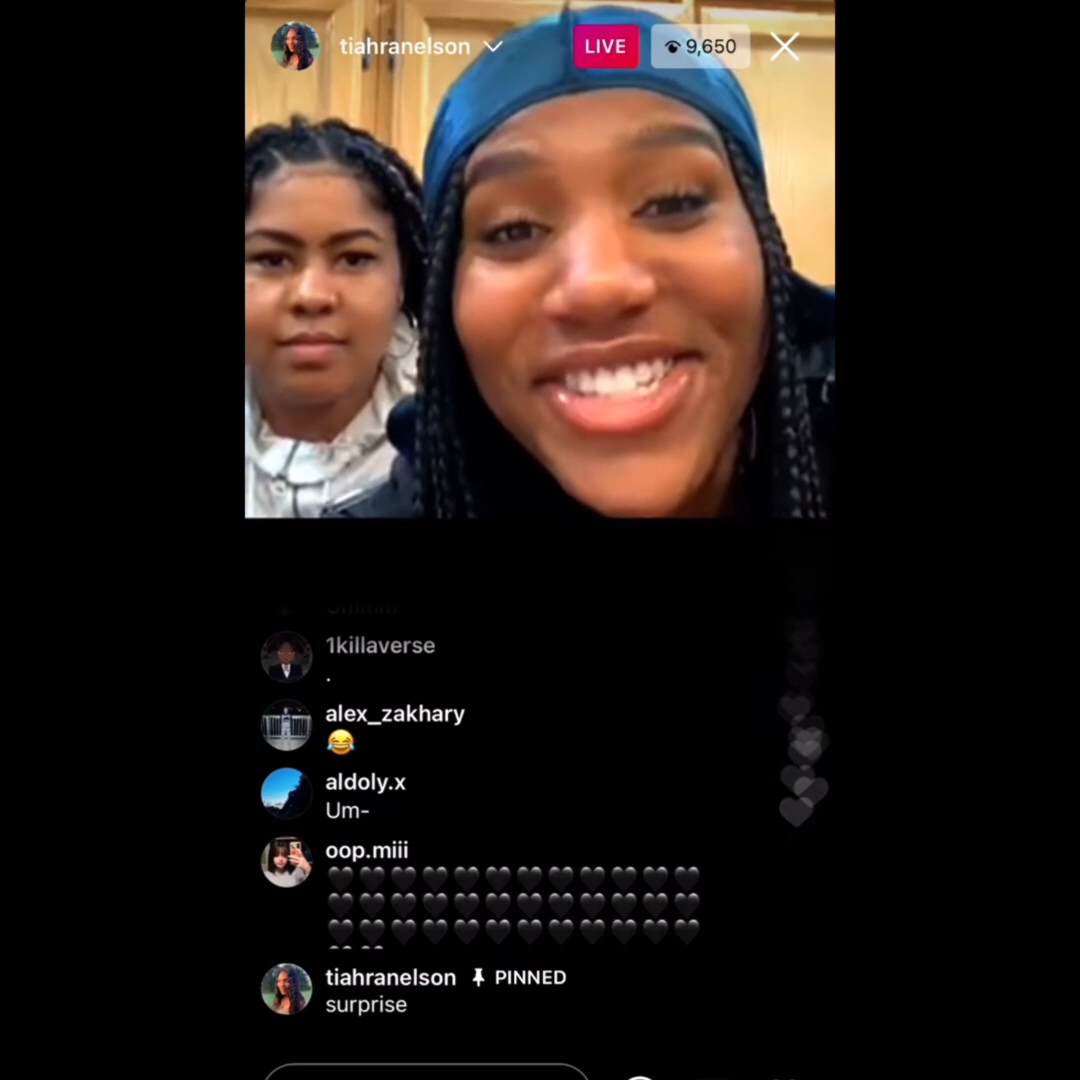 tiahranelson
LIVE
9,650
1killaverse
.
alex_zakhary
😂
aldoly.x
Um-
oop.miii
🖤🖤🖤🖤🖤🖤🖤🖤🖤🖤🖤🖤
🖤🖤🖤🖤🖤🖤🖤🖤🖤🖤🖤🖤
🖤🖤🖤🖤🖤🖤🖤🖤🖤🖤🖤🖤
tiahranelson PINNED
surprise